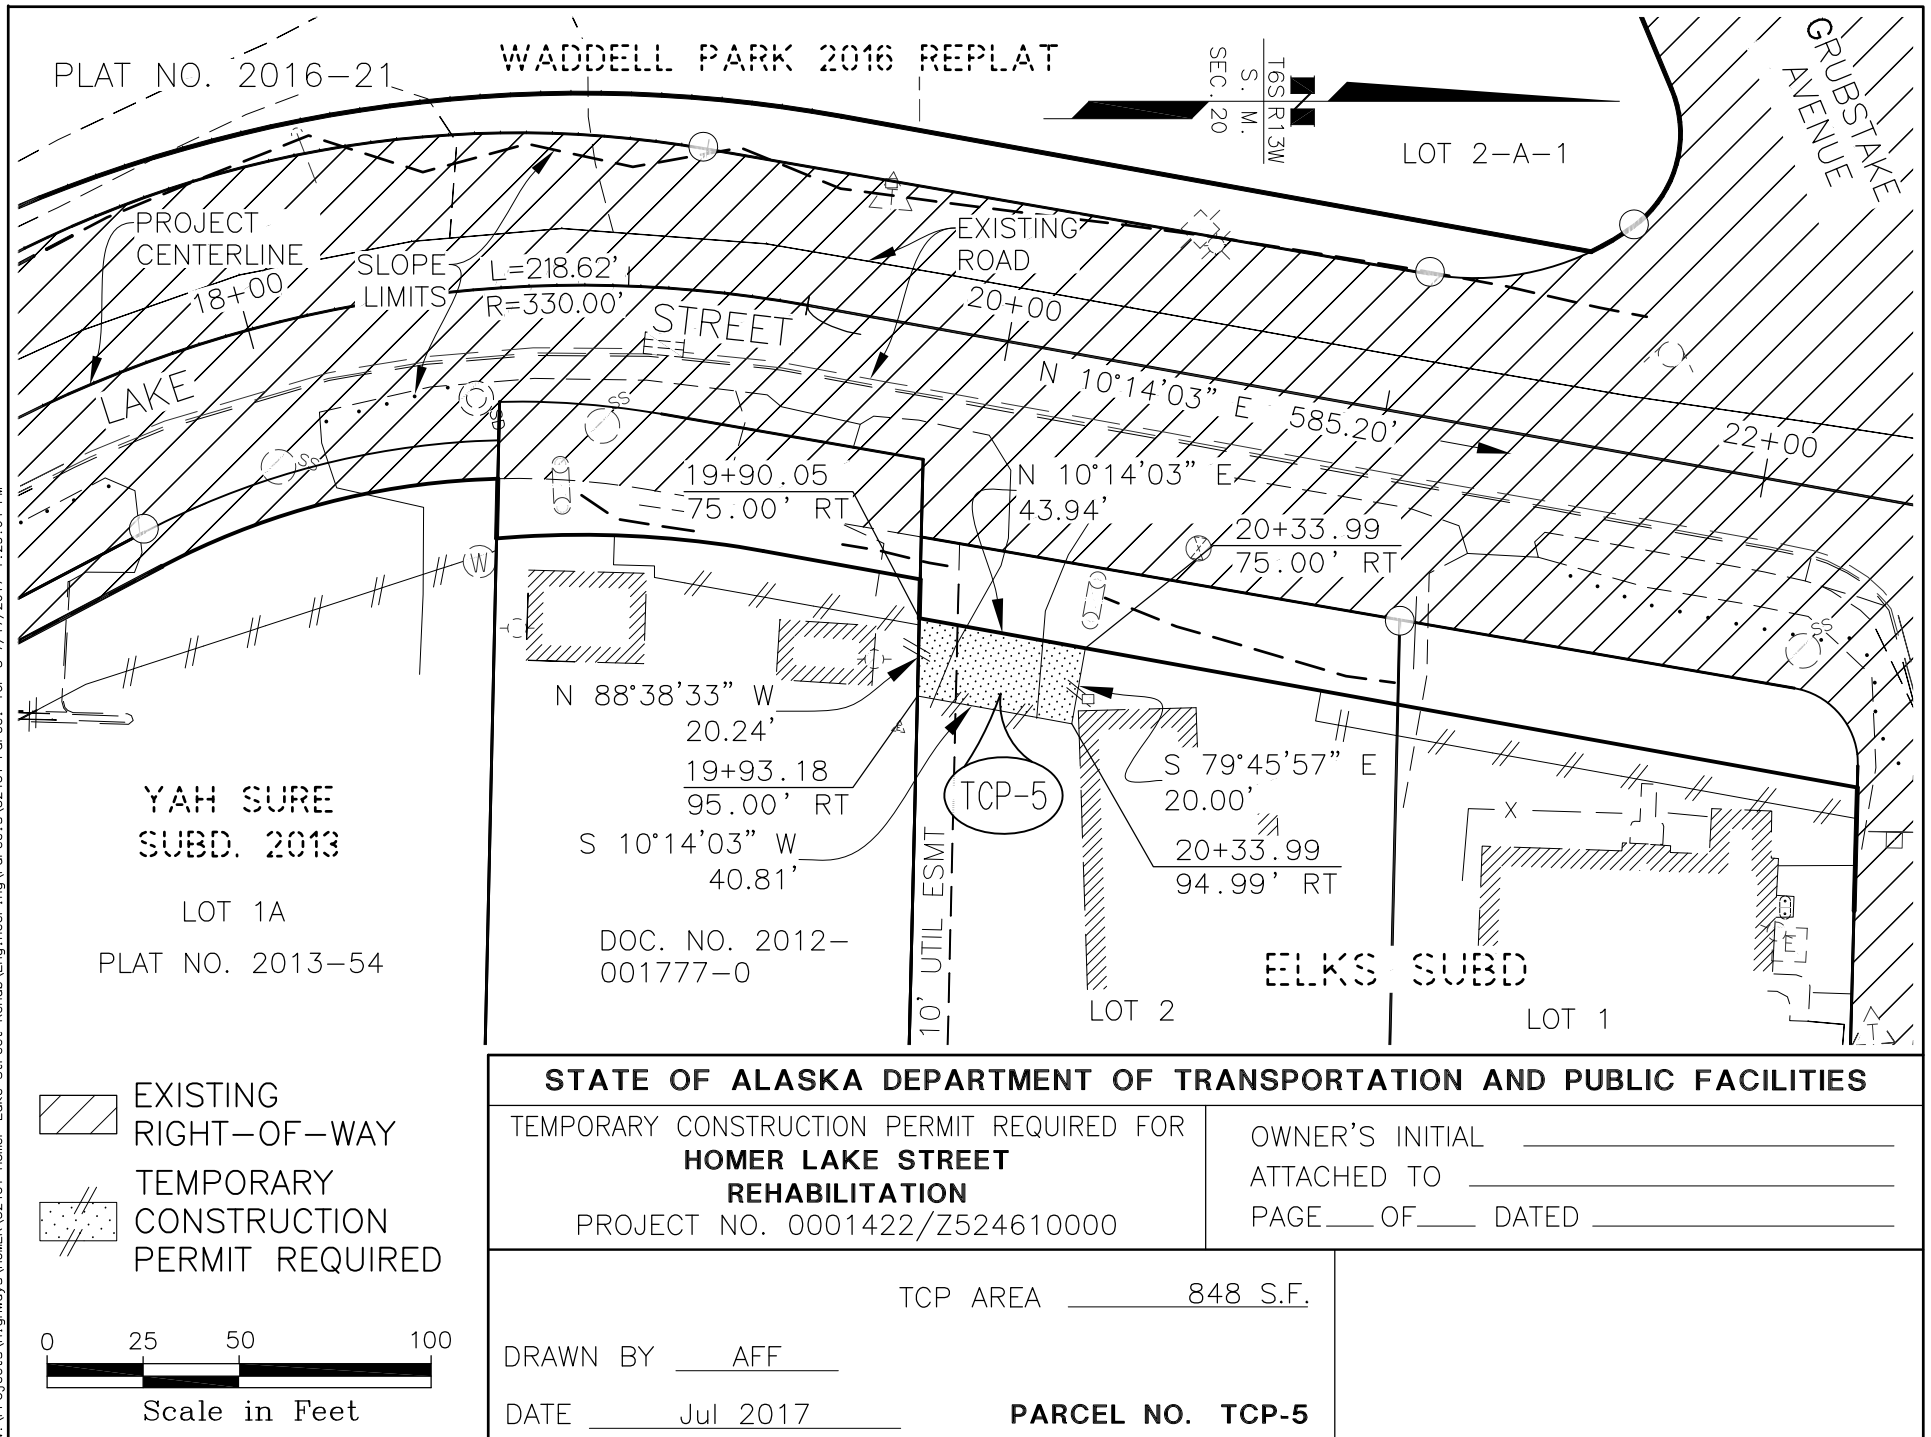 WADDELL PARK 2016 REPLAT
PLAT NO. 2016-21
T6S R13W
S. M.
SEC. 20
N
LOT 2-A-1
GRUBSTAKE
AVENUE
PROJECT
CENTERLINE
18+00
SLOPE
LIMITS
L=218.62'
R=330.00'
EXISTING
ROAD
20+00
LAKE STREET
N 10°14'03" E 585.20'
22+00
SD
SS
SS
SS
W
19+90.05
75.00' RT
N 10°14'03" E
43.94'
20+33.99
75.00' RT
N 88°38'33" W
20.24'
19+93.18
95.00' RT
S 10°14'03" W
40.81'
TCP-5
S 79°45'57" E
20.00'
20+33.99
94.99' RT
10' UTIL ESMT
X
E
T
YAH SURE
SUBD. 2013
LOT 1A
PLAT NO. 2013-54
DOC. NO. 2012-
001777-0
LOT 2
ELKS SUBD
LOT 1
EXISTING
RIGHT-OF-WAY
TEMPORARY
CONSTRUCTION
PERMIT REQUIRED
0 25 50 100
Scale in Feet
STATE OF ALASKA DEPARTMENT OF TRANSPORTATION AND PUBLIC FACILITIES
TEMPORARY CONSTRUCTION PERMIT REQUIRED FOR
HOMER LAKE STREET
REHABILITATION
PROJECT NO. 0001422/Z524610000
OWNER'S INITIAL
ATTACHED TO
PAGE OF DATED
TCP AREA 848 S.F.
DRAWN BY AFF
DATE Jul 2017
PARCEL NO. TCP-5